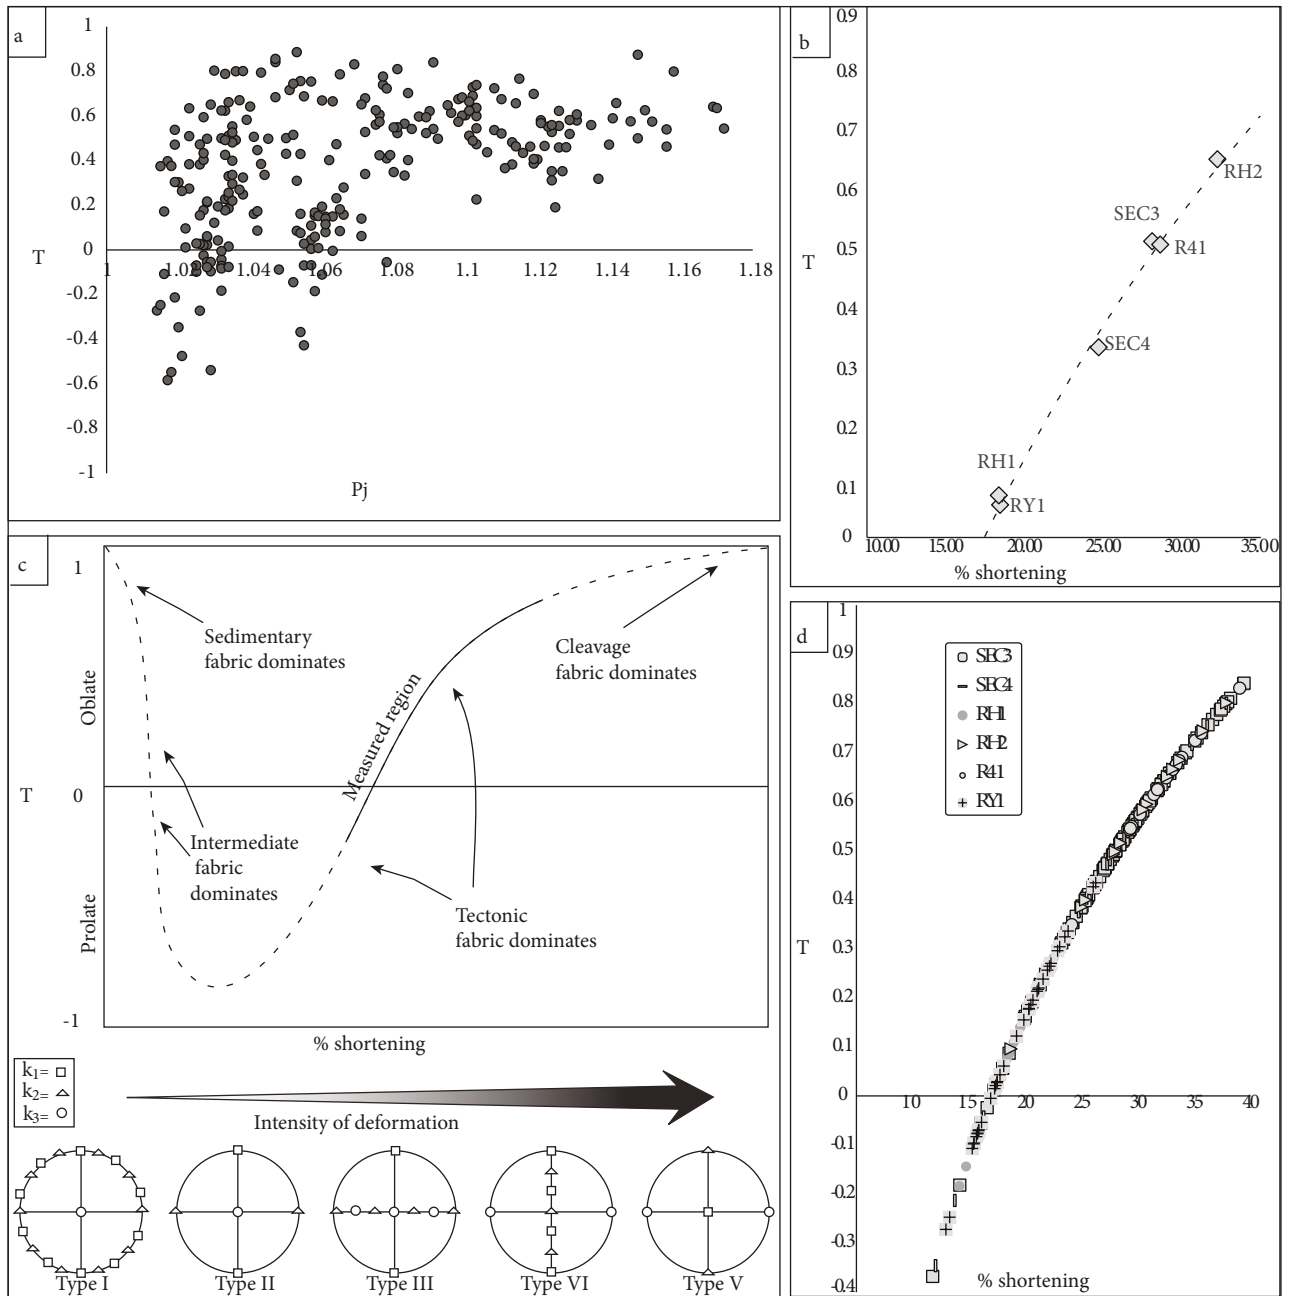 a
1
0.8
0.6
0.4
0.2
0
-0.2
-0.4
-0.6
-0.8
-1
T
1
1.02
1.04
1.06
1.08
1.1
1.12
1.14
1.16
1.18
Pj
b
0.9
0.8
0.7
0.6
0.5
0.4
0.3
0.2
0.1
0
T
RH2
SEC3
R41
SEC4
RH1
RY1
10.00 15.00 20.00 25.00 30.00 35.00
% shortening
c
1
0
-1
T
Oblate
Prolate
Sedimentary
fabric dominates
Cleavage
fabric dominates
Measured region
Intermediate
fabric
dominates
Tectonic
fabric dominates
% shortening
k1=
k2=
k3=
Intensity of deformation
Type I
Type II
Type III
Type VI
Type V
d
1
0.9
0.8
0.7
0.6
0.5
0.4
0.3
0.2
0.1
0
-0.1
-0.2
-0.3
-0.4
T
SEC3
SEC4
RH1
RH2
R41
RY1
10 15 20 25 30 35 40
% shortening